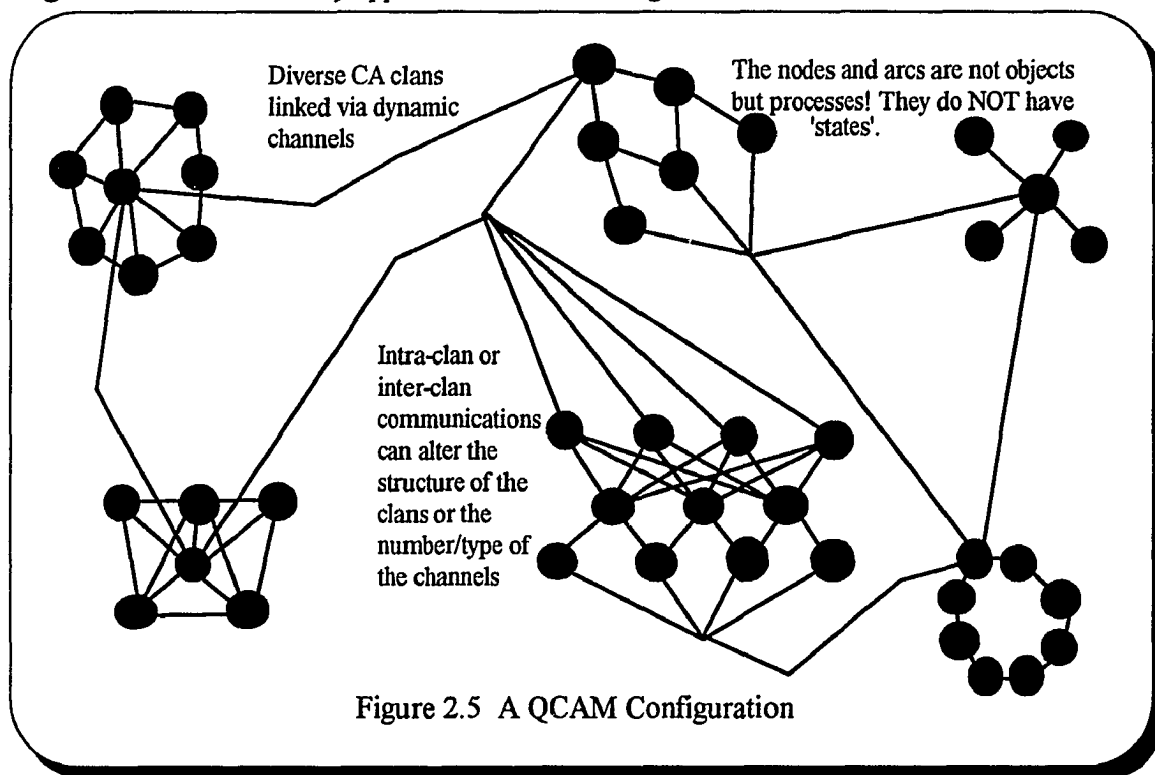 Diverse CA clans
linked via dynamic
channels
The nodes and arcs are not objects
but processes! They do NOT have
'states'.
Intra-clan or
inter-clan
communications
can alter the
structure of the
clans or the
number/type of
the channels
Figure 2.5 A QCAM Configuration